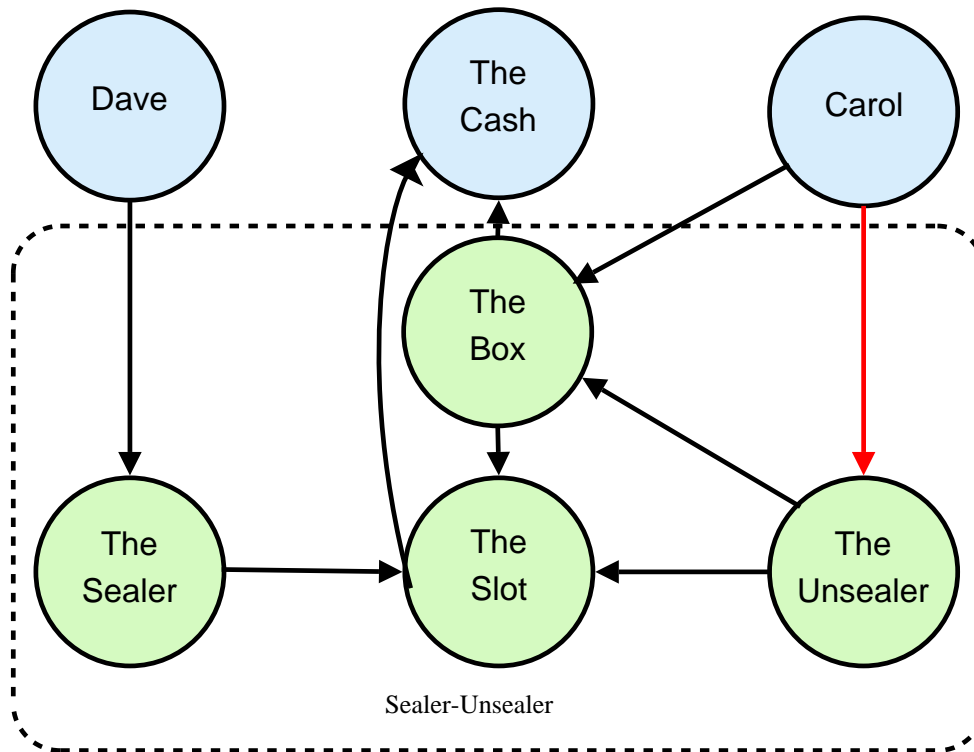 Dave
The
Cash
Carol
The
Box
The
Sealer
The
Slot
The
Unsealer
Sealer-Unsealer